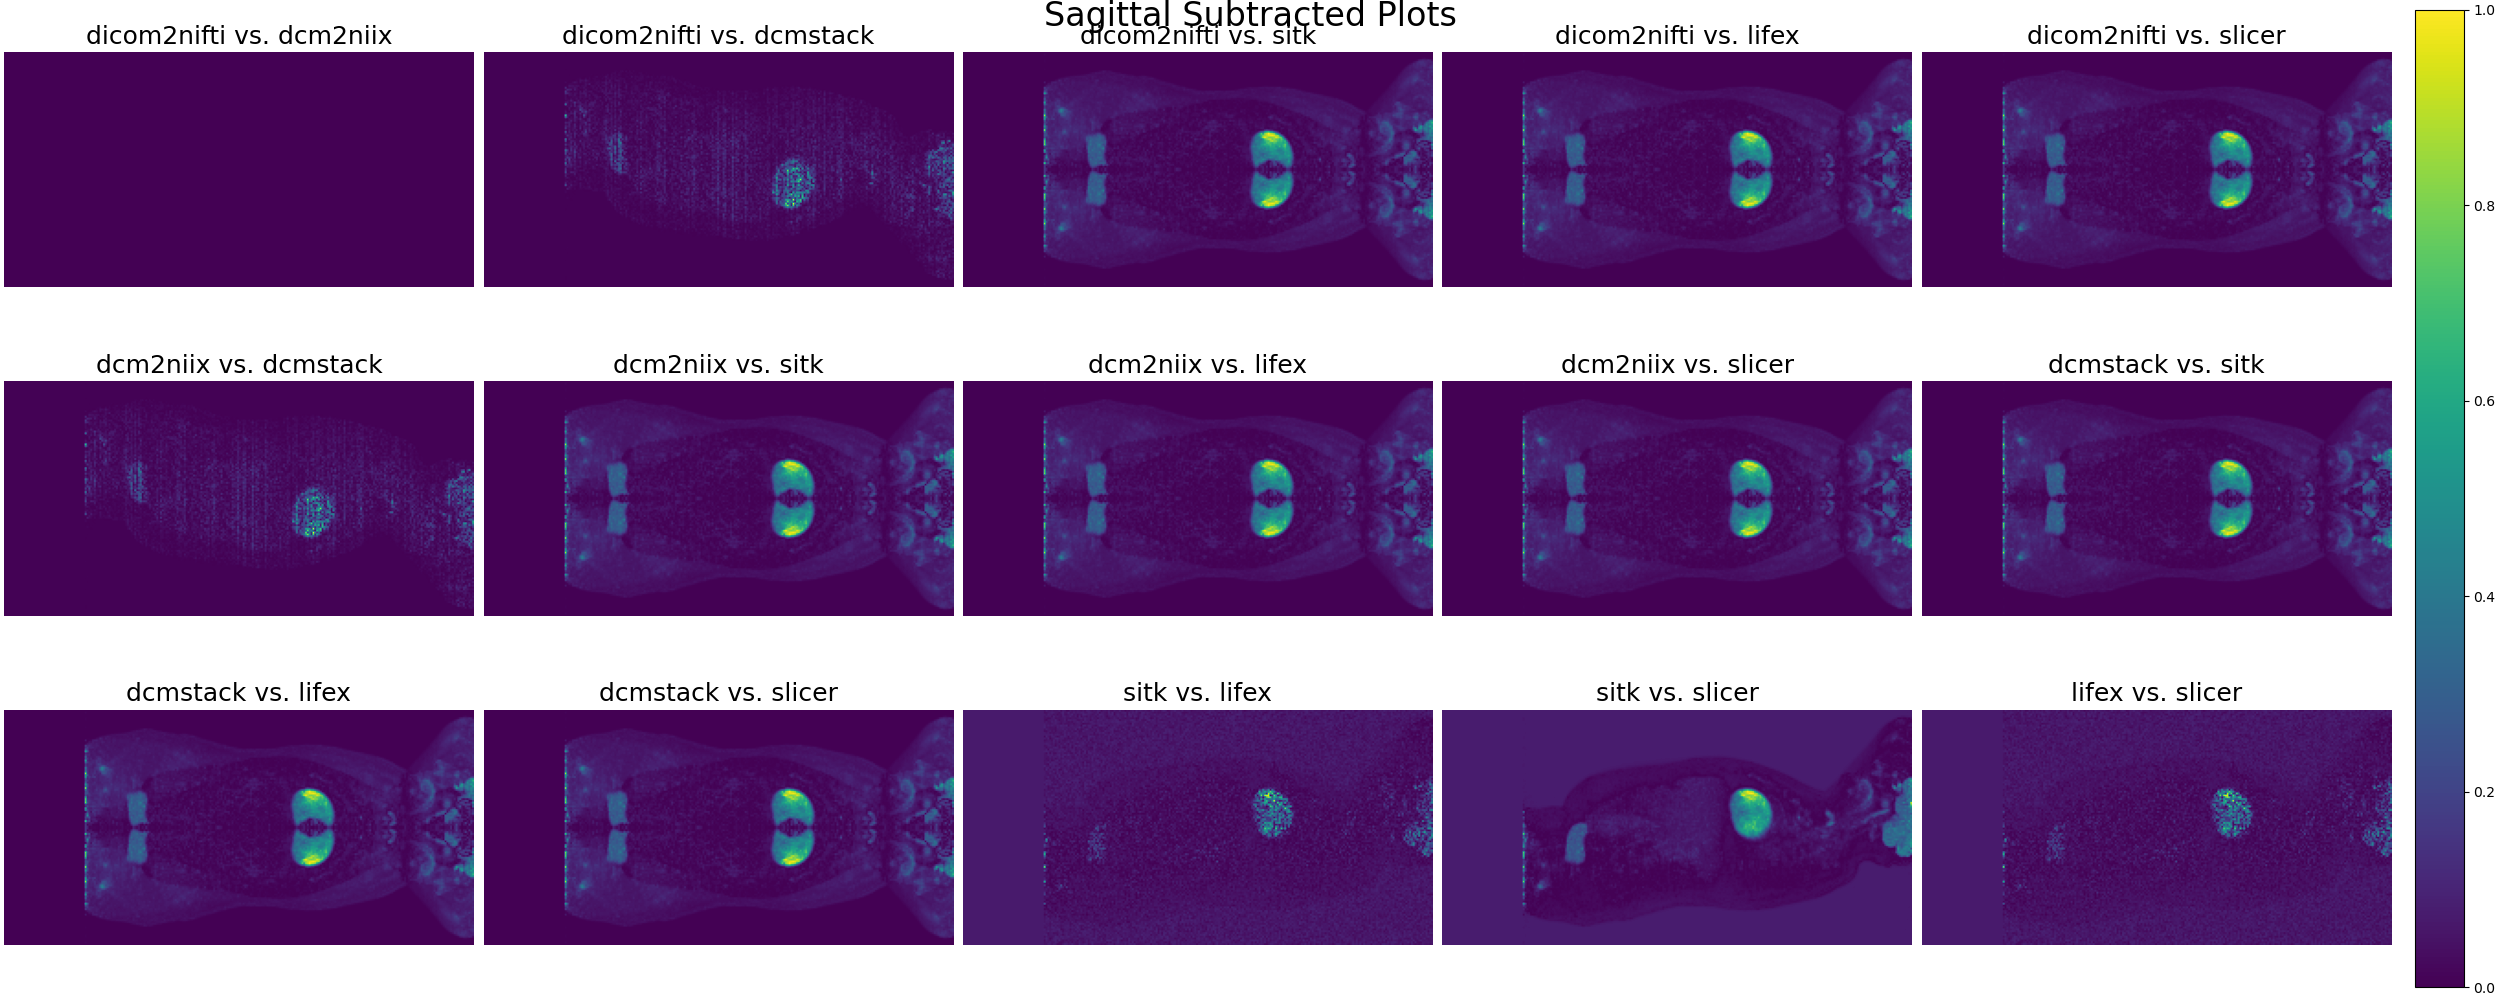 Sagittal Subtracted Plots
dicom2nifti vs. dcm2niix
dicom2nifti vs. dcmstack
dicom2nifti vs. sitk
dicom2nifti vs. lifex
dicom2nifti vs. slicer
dcm2niix vs. dcmstack
dcm2niix vs. sitk
dcm2niix vs. lifex
dcm2niix vs. slicer
dcmstack vs. sitk
dcmstack vs. lifex
dcmstack vs. slicer
sitk vs. lifex
sitk vs. slicer
lifex vs. slicer
1.0
0.8
0.6
0.4
0.2
0.0